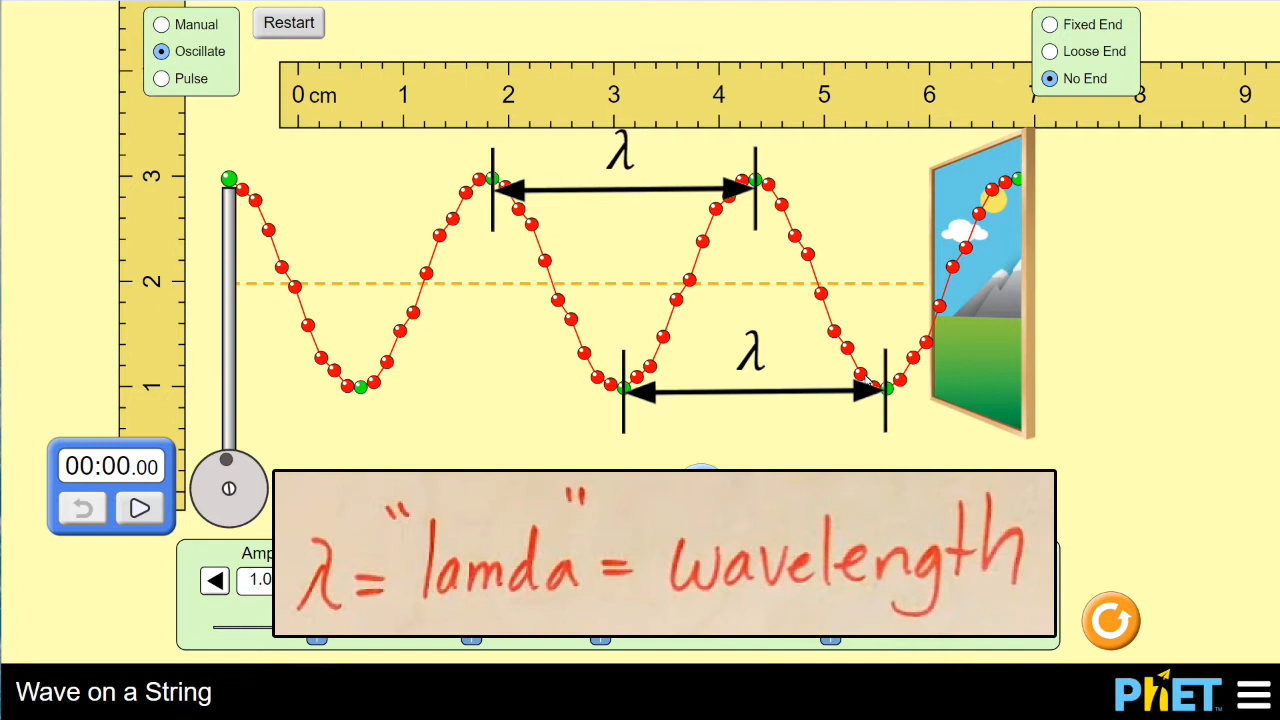 Manual
Oscillate
Pulse
Restart
Fixed End
Loose End
No End
0 cm 1 2 3 4 5 6 7 8 9
3
2
1
λ
λ
00:00.00
Amp
1.0
λ = "lamda" = wavelength
Wave on a String
PhET